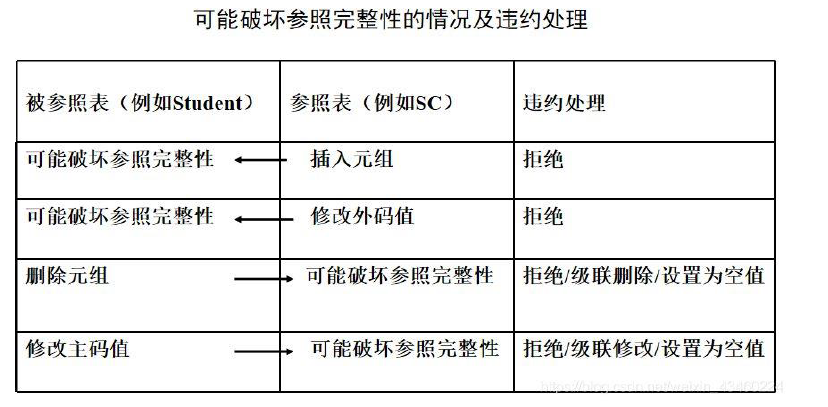 可能破坏参照完整性的情况及违约处理
被参照表（例如Student） 参照表（例如SC） 违约处理
可能破坏参照完整性 插入元组 拒绝
可能破坏参照完整性 修改外码值 拒绝
删除元组 可能破坏参照完整性 拒绝/级联删除/设置为空值
修改主码值 可能破坏参照完整性 拒绝/级联修改/设置为空值